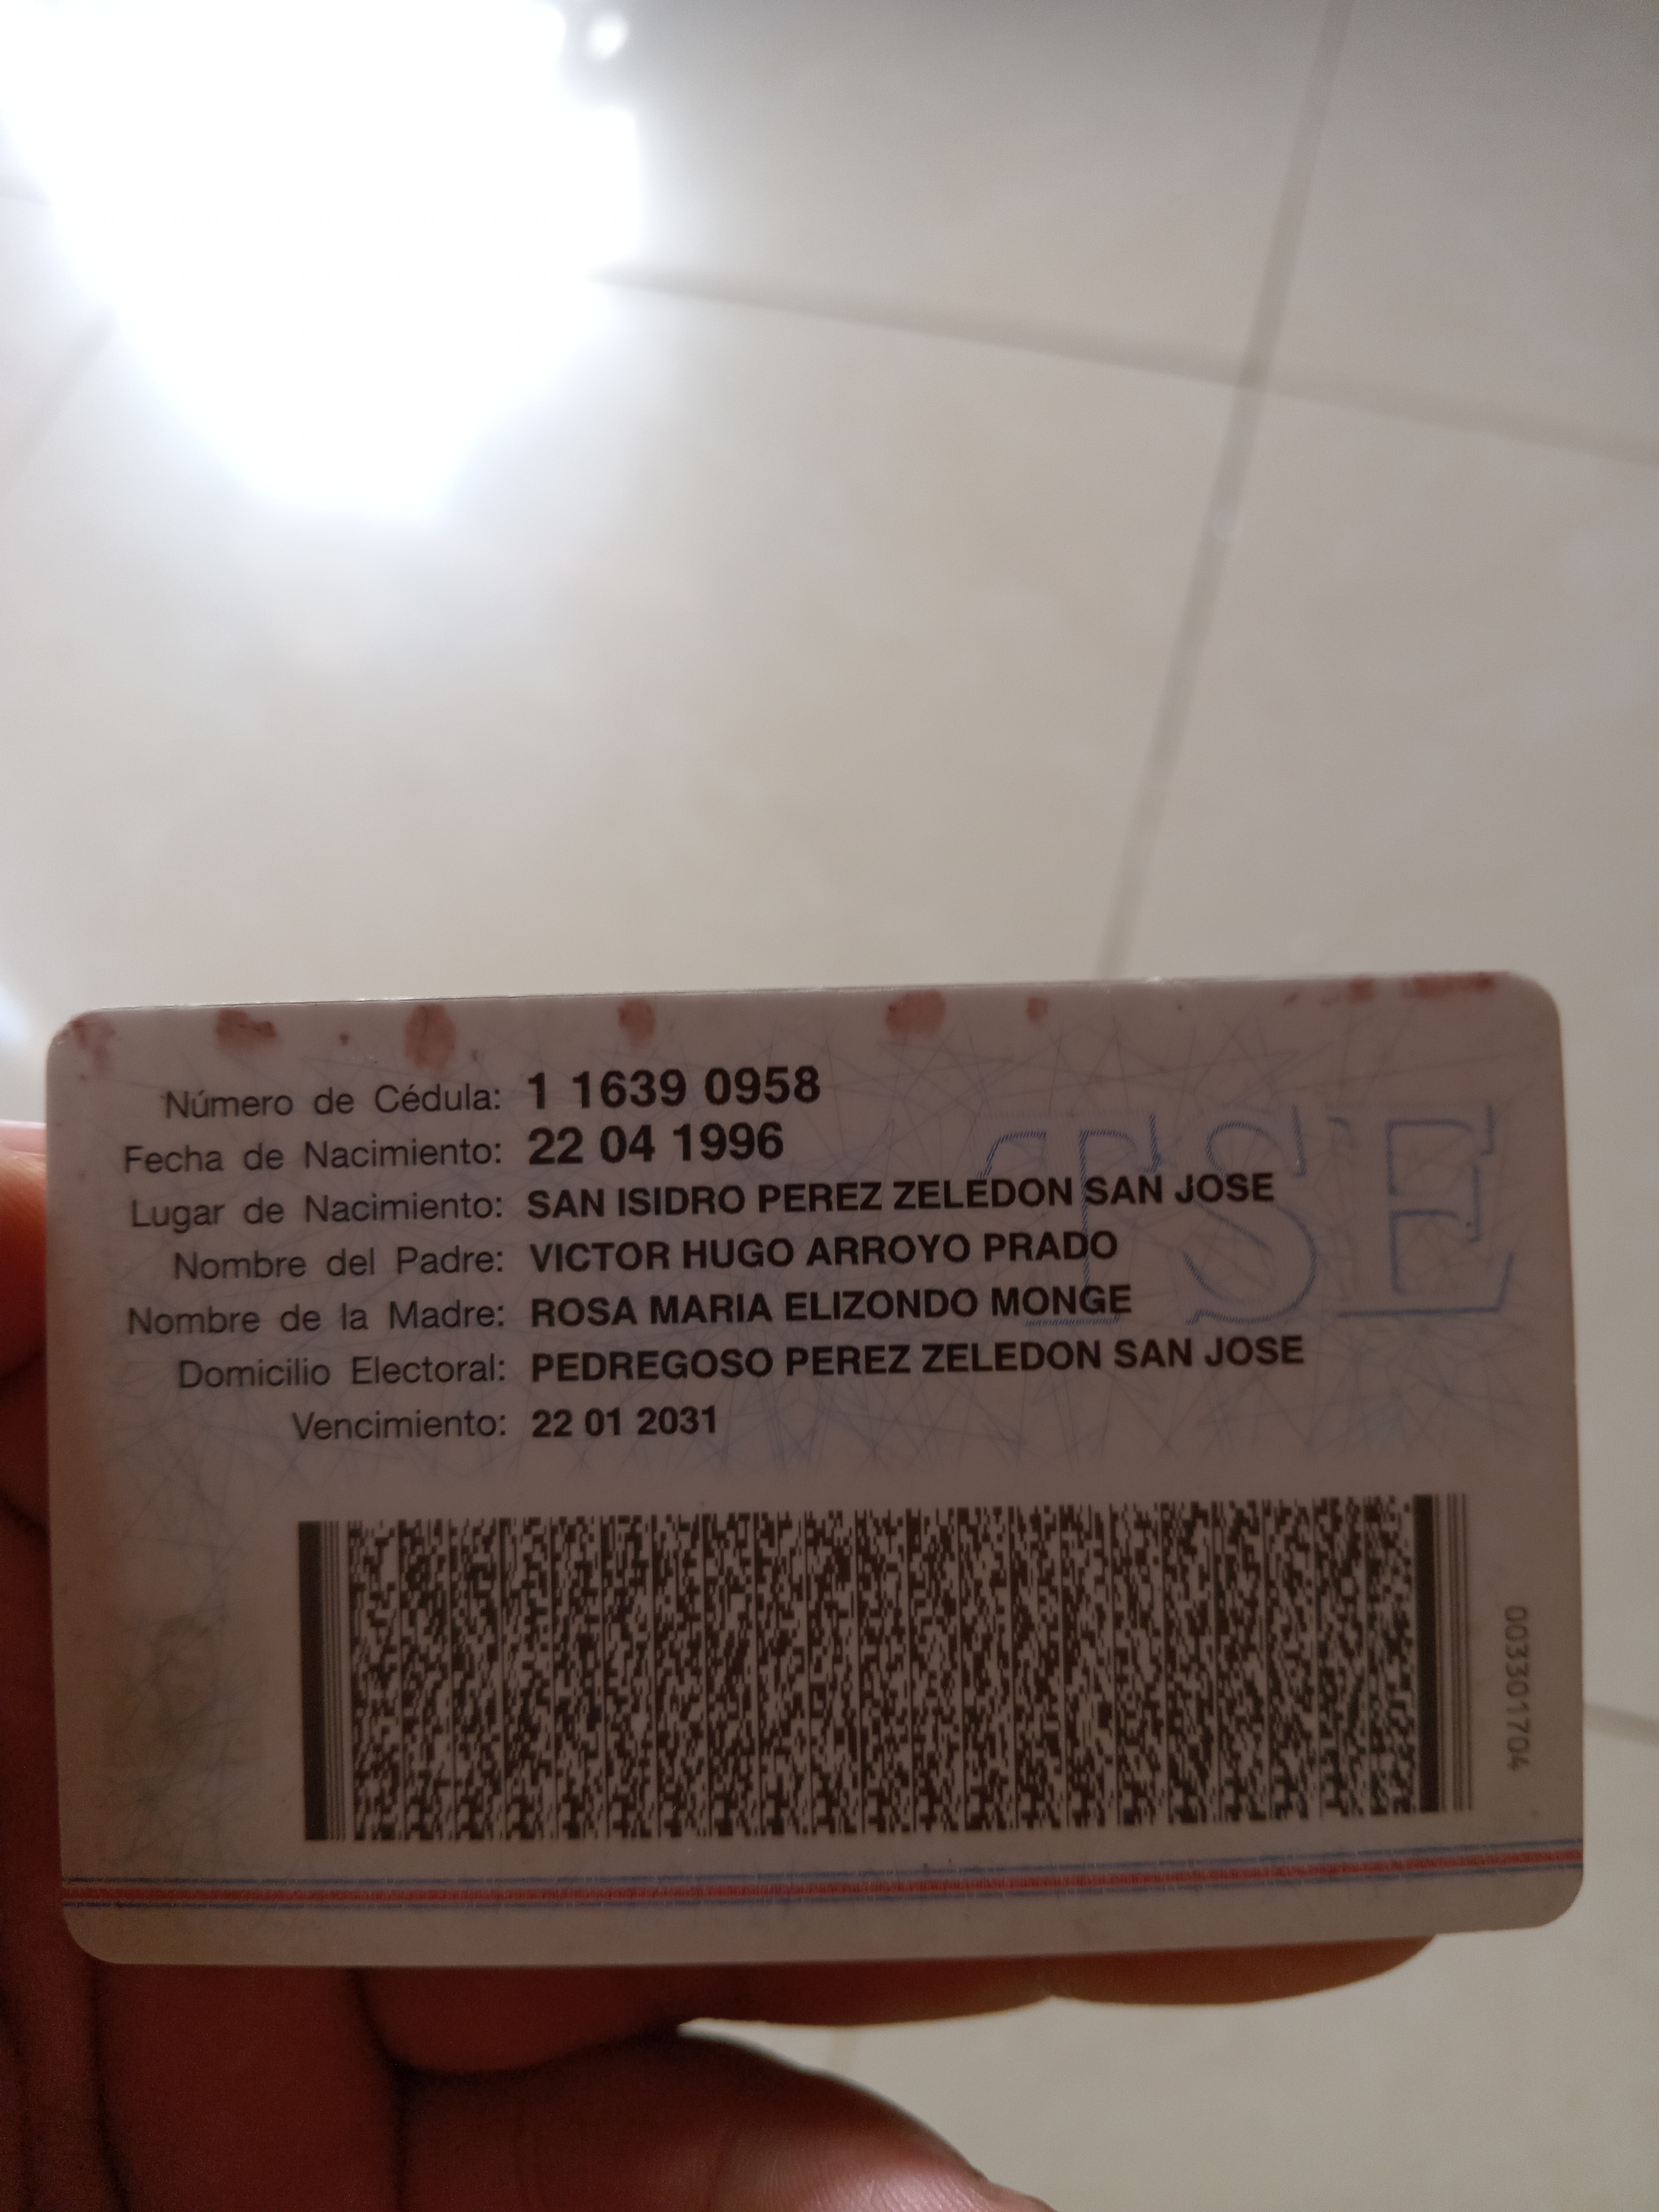 Número de Cédula: 1 1639 0958
Fecha de Nacimiento: 22 04 1996
Lugar de Nacimiento: SAN ISIDRO PEREZ ZELEDON SAN JOSE
Nombre del Padre: VICTOR HUGO ARROYO PRADO
Nombre de la Madre: ROSA MARIA ELIZONDO MONGE
Domicilio Electoral: PEDREGOSO PEREZ ZELEDON SAN JOSE
Vencimiento: 22 01 2031
TSE
003301704